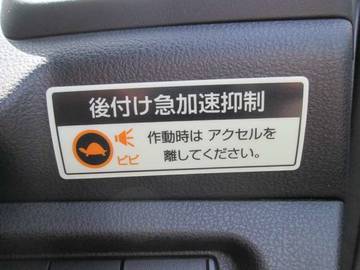 後付け急加速抑制
作動時は アクセルを
離してください。
ピピ